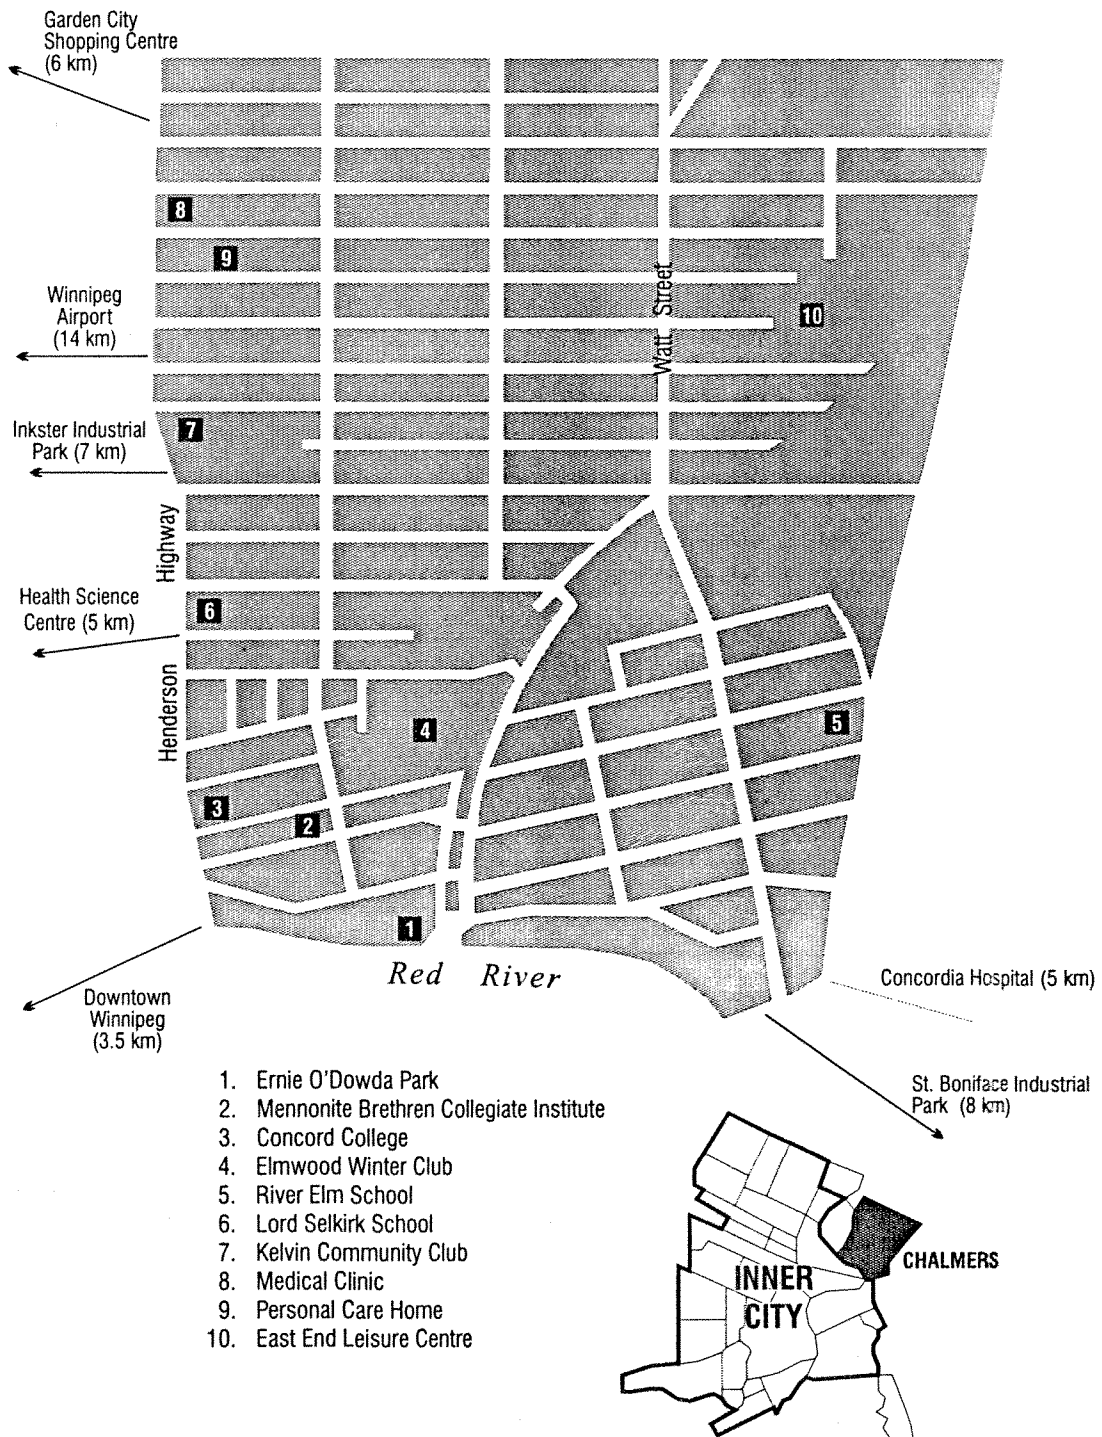 Garden City
Shopping Centre
(6 km)
8
9
Winnipeg
Airport
(14 km)
Watt Street
10
Inkster Industrial
Park (7 km)
7
Henderson Highway
Health Science
Centre (5 km)
6
4
5
3
2
1
Red River
Downtown
Winnipeg
(3.5 km)
Concordia Hospital (5 km)
St. Boniface Industrial
Park (8 km)
1. Ernie O'Dowda Park
2. Mennonite Brethren Collegiate Institute
3. Concord College
4. Elmwood Winter Club
5. River Elm School
6. Lord Selkirk School
7. Kelvin Community Club
8. Medical Clinic
9. Personal Care Home
10. East End Leisure Centre
CHALMERS
INNER
CITY